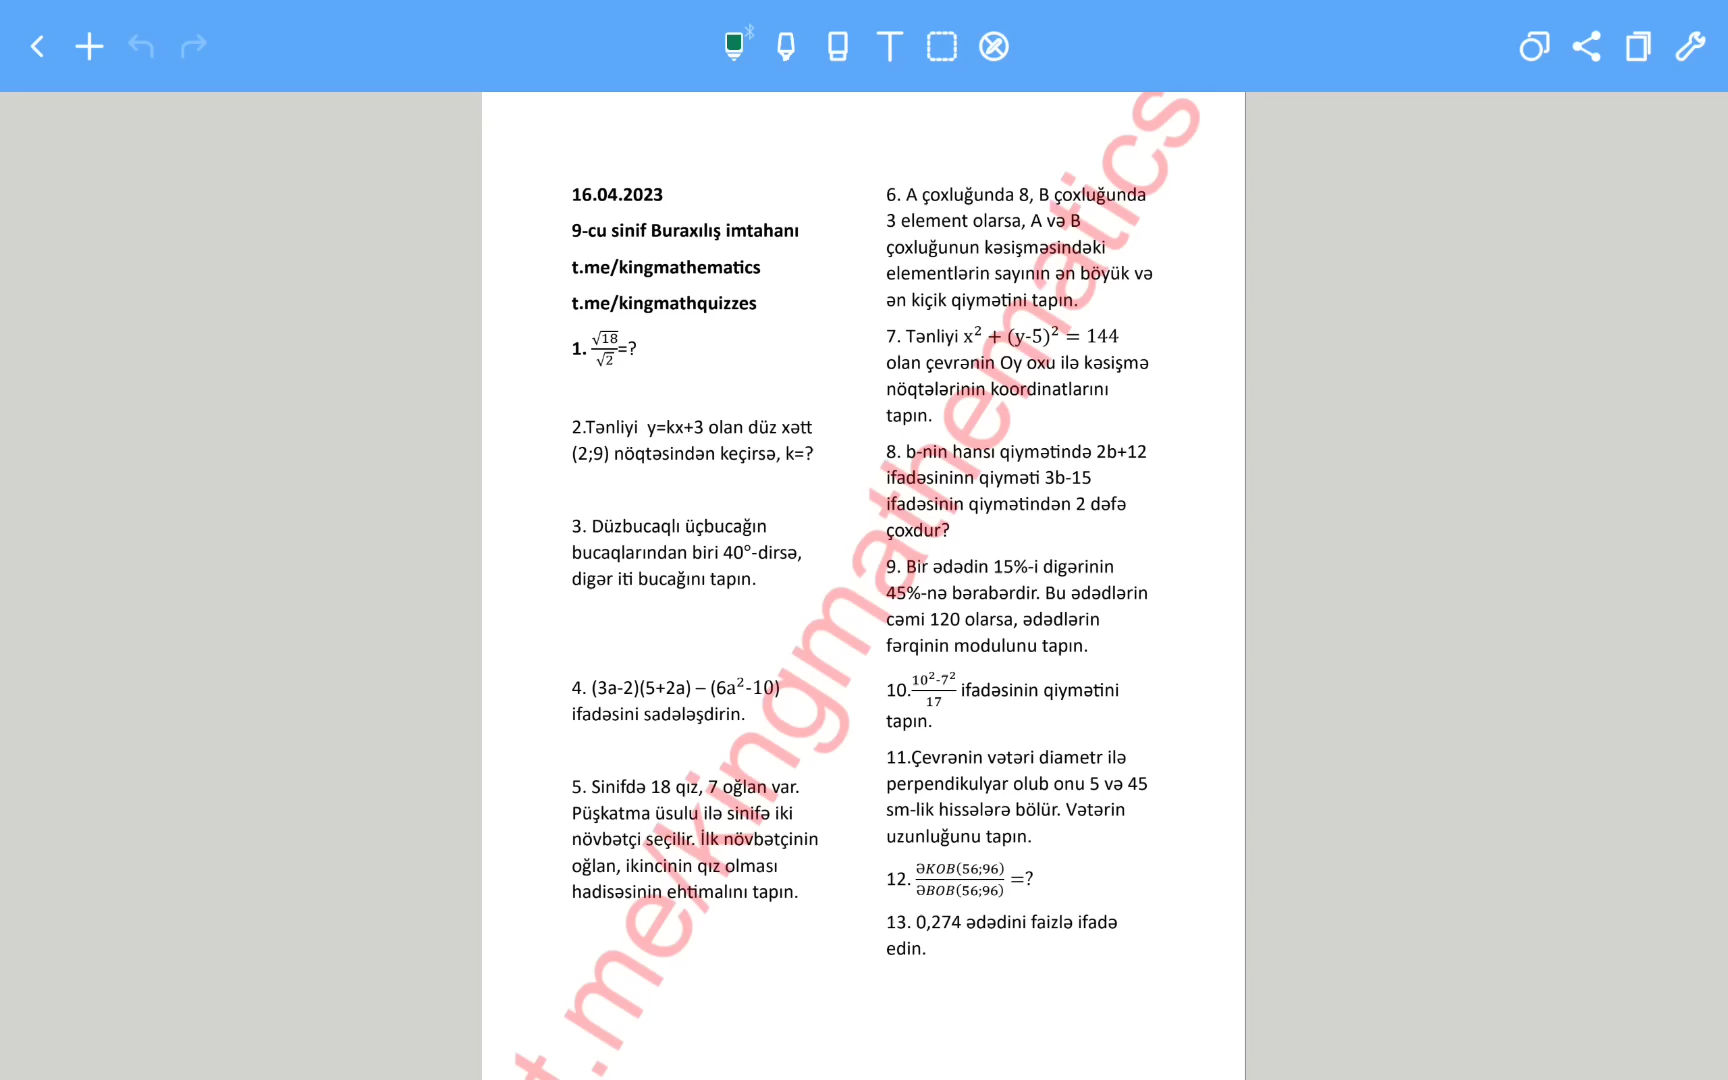 16.04.2023
9-cu sinif Buraxılış imtahanı
t.me/kingmathematics
t.me/kingmathquizzes
1. √18/√2=?
2.Tənliyi y=kx+3 olan düz xətt
(2;9) nöqtəsindən keçirsə, k=?
3. Düzbucaqlı üçbucağın
bucaqlarından biri 40°-dirsə,
digər iti bucağını tapın.
4. (3a-2)(5+2a) – (6a²-10)
ifadəsini sadələşdirin.
5. Sinifdə 18 qız, 7 oğlan var.
Püşkatma üsulu ilə sinifə iki
növbətçi seçilir. İlk növbətçinin
oğlan, ikincinin qız olması
hadisəsinin ehtimalını tapın.
6. A çoxluğunda 8, B çoxluğunda
3 element olarsa, A və B
çoxluğunun kəsişməsindəki
elementlərin sayının ən böyük və
ən kiçik qiymətini tapın.
7. Tənliyi x² + (y-5)² = 144
olan çevrənin Oy oxu ilə kəsişmə
nöqtələrinin koordinatlarını
tapın.
8. b-nin hansı qiymətində 2b+12
ifadəsininn qiyməti 3b-15
ifadəsinin qiymətindən 2 dəfə
çoxdur?
9. Bir ədədin 15%-i digərinin
45%-nə bərabərdir. Bu ədədlərin
cəmi 120 olarsa, ədədlərin
fərqinin modulunu tapın.
10. 10²-7²/17 ifadəsinin qiymətini
tapın.
11.Çevrənin vətəri diametr ilə
perpendikulyar olub onu 5 və 45
sm-lik hissələrə bölür. Vətərin
uzunluğunu tapın.
12. ƏKOB(56;96)/ƏBOB(56;96) =?
13. 0,274 ədədini faizlə ifadə
edin.
t.me/kingmathematics